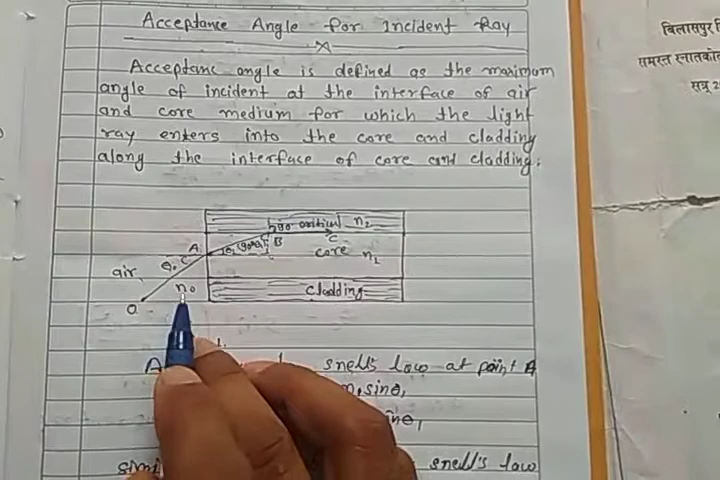 Acceptance Angle for Incident Ray
Acceptanc angle is defined as the maximum
angle of incident at the interface of air
and core medium for which the light
ray enters into the core and cladding
along the interface of core and cladding.
n2
A B C
core n1
air
n0
cladding
O
snell's law at point A
sinθ1
snell's law
बिलासपुर
समस्त स्नातको
सत्र 2